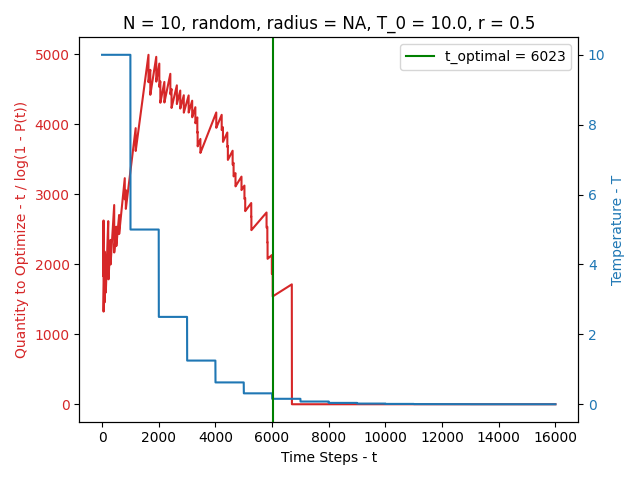 N = 10, random, radius = NA, T_0 = 10.0, r = 0.5
t_optimal = 6023
Quantity to Optimize - t / log(1 - P(t))
5000
4000
3000
2000
1000
0
10
8
6
4
2
0
Temperature - T
0 2000 4000 6000 8000 10000 12000 14000 16000
Time Steps - t